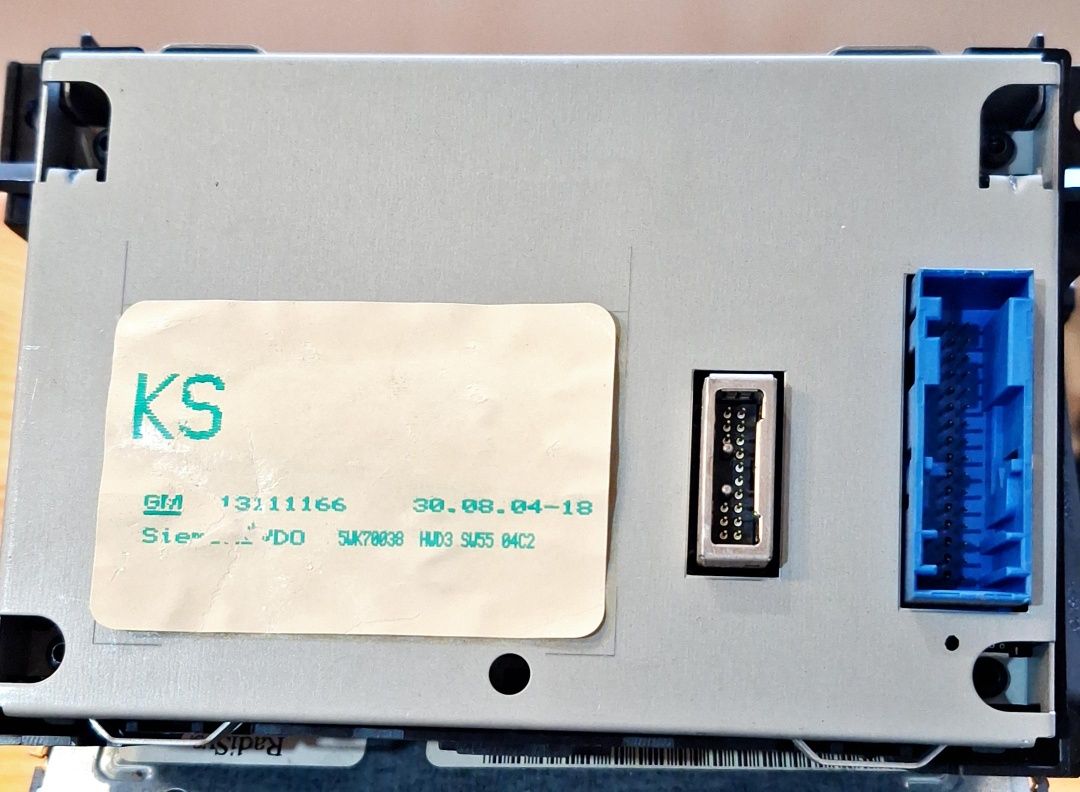 KS
GM 13111166 30.08.04-18
VDO 5WK70038 HWD3 SW55 04C2